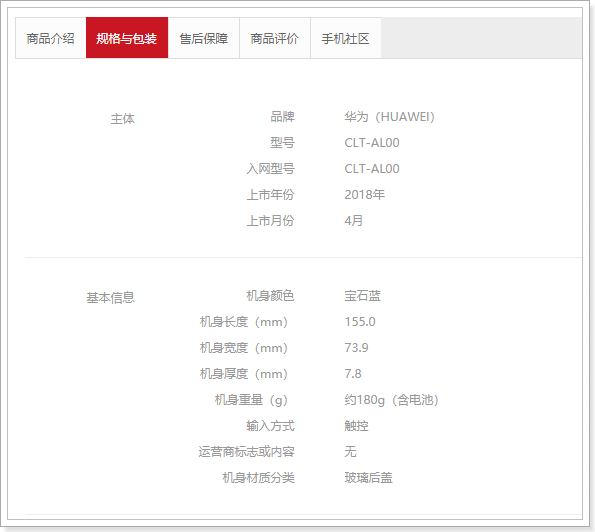 商品介绍 规格与包装 售后保障 商品评价 手机社区
主体 品牌 华为（HUAWEI）
型号 CLT-AL00
入网型号 CLT-AL00
上市年份 2018年
上市月份 4月
基本信息 机身颜色 宝石蓝
机身长度（mm） 155.0
机身宽度（mm） 73.9
机身厚度（mm） 7.8
机身重量（g） 约180g（含电池）
输入方式 触控
运营商标志或内容 无
机身材质分类 玻璃后盖